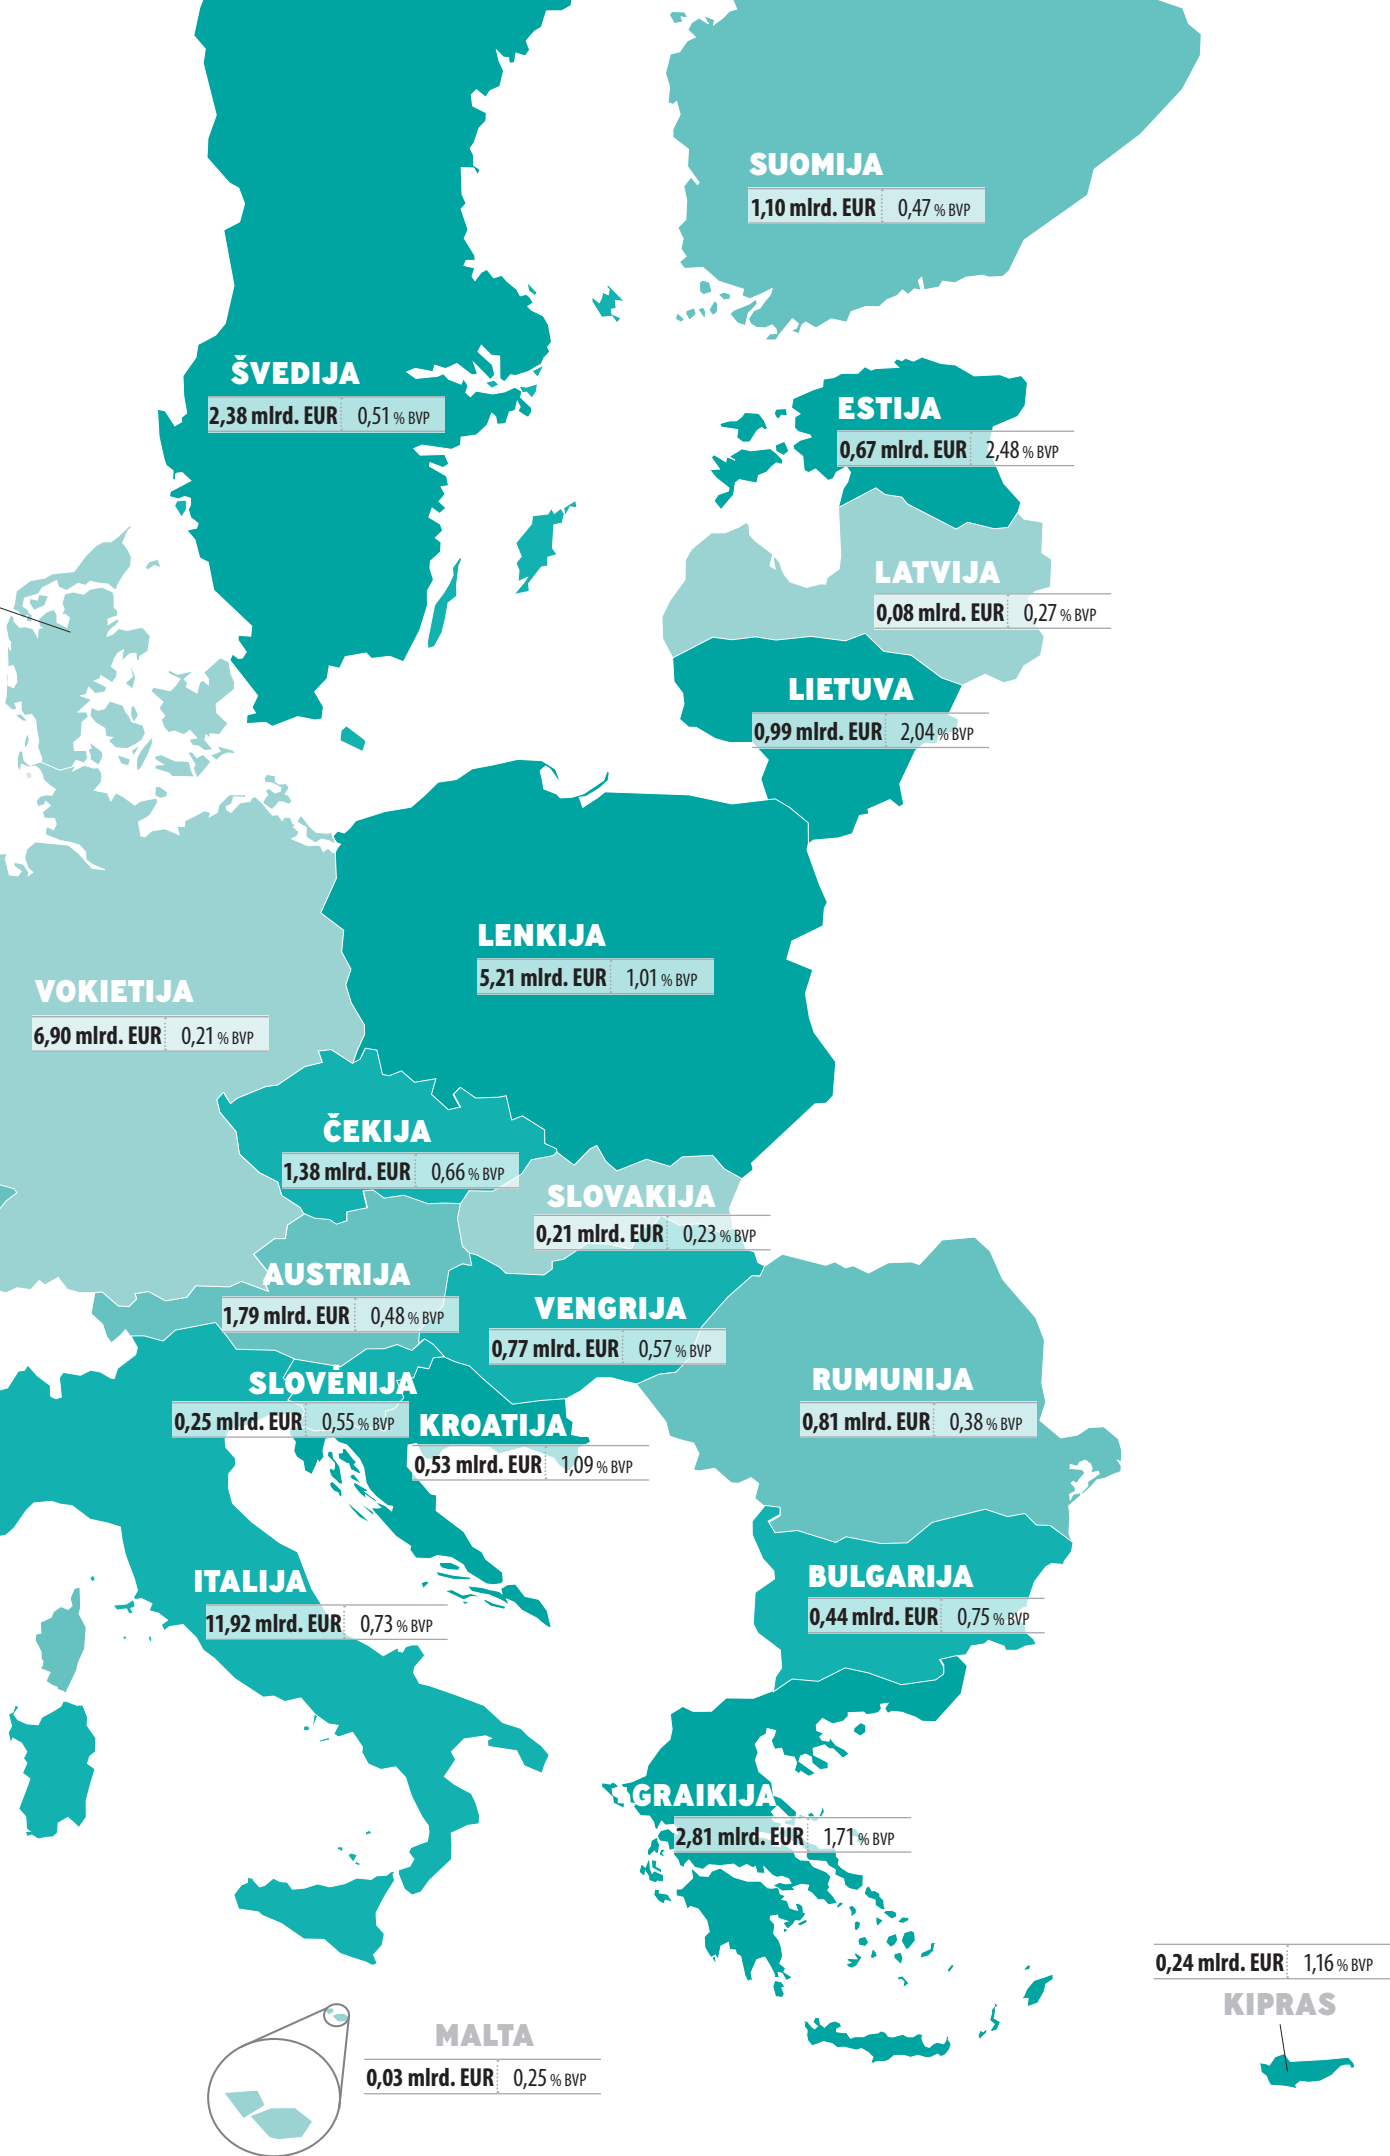 SUOMIJA
1,10 mlrd. EUR 0,47 % BVP
ŠVEDIJA
2,38 mlrd. EUR 0,51 % BVP
ESTIJA
0,67 mlrd. EUR 2,48 % BVP
LATVIJA
0,08 mlrd. EUR 0,27 % BVP
LIETUVA
0,99 mlrd. EUR 2,04 % BVP
LENKIJA
5,21 mlrd. EUR 1,01 % BVP
VOKIETIJA
6,90 mlrd. EUR 0,21 % BVP
ČEKIJA
1,38 mlrd. EUR 0,66 % BVP
SLOVAKIJA
0,21 mlrd. EUR 0,23 % BVP
AUSTRIJA
1,79 mlrd. EUR 0,48 % BVP
VENGRIJA
0,77 mlrd. EUR 0,57 % BVP
SLOVĖNIJA
0,25 mlrd. EUR 0,55 % BVP
RUMUNIJA
0,81 mlrd. EUR 0,38 % BVP
KROATIJA
0,53 mlrd. EUR 1,09 % BVP
ITALIJA
11,92 mlrd. EUR 0,73 % BVP
BULGARIJA
0,44 mlrd. EUR 0,75 % BVP
GRAIKIJA
2,81 mlrd. EUR 1,71 % BVP
0,24 mlrd. EUR 1,16 % BVP
KIPRAS
MALTA
0,03 mlrd. EUR 0,25 % BVP